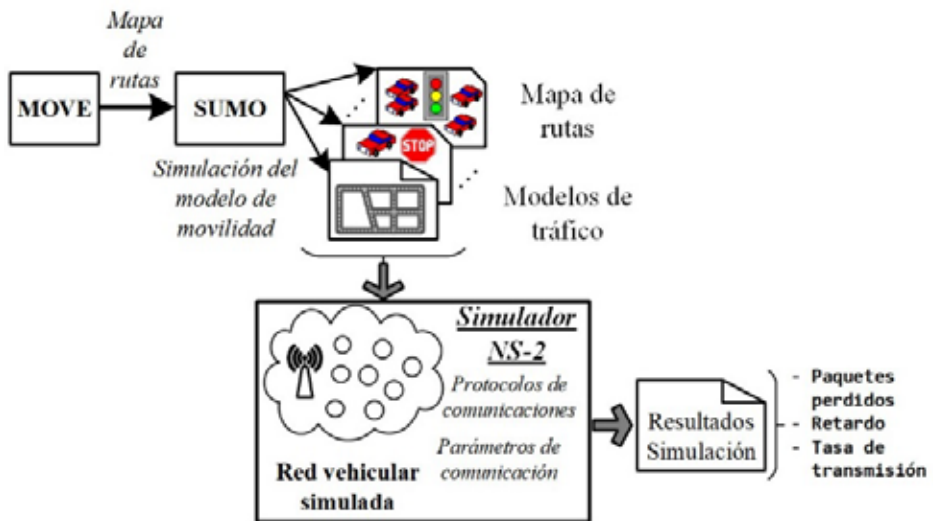 Mapa
de
rutas
MOVE
SUMO
Simulación del
modelo de
movilidad
STOP
Mapa de
rutas
Modelos de
tráfico
Simulador
NS-2
Protocolos de
comunicaciones
Parámetros de
comunicación
Red vehicular
simulada
Resultados
Simulación
- Paquetes
perdidos
- Retardo
- Tasa de
transmisión